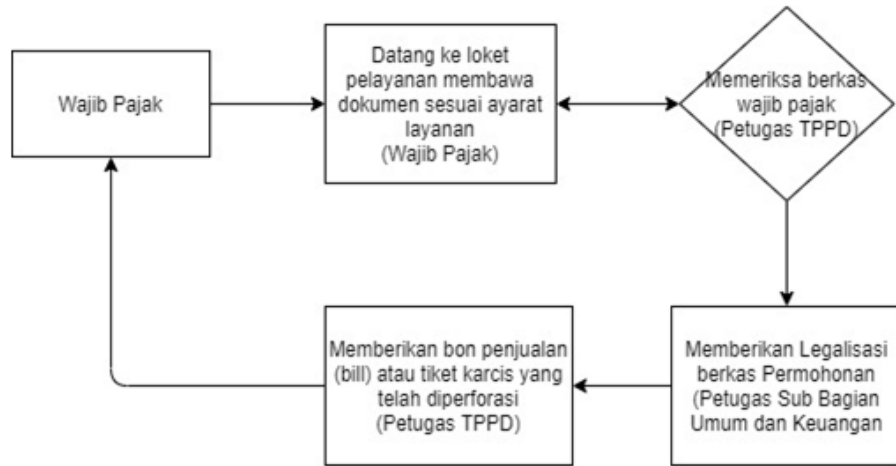 Wajib Pajak
Datang ke loket
pelayanan membawa
dokumen sesuai ayarat
layanan
(Wajib Pajak)
Memeriksa berkas
wajib pajak
(Petugas TPPD)
Memberikan Legalisasi
berkas Permohonan
(Petugas Sub Bagian
Umum dan Keuangan
Memberikan bon penjualan
(bill) atau tiket karcis yang
telah diperforasi
(Petugas TPPD)